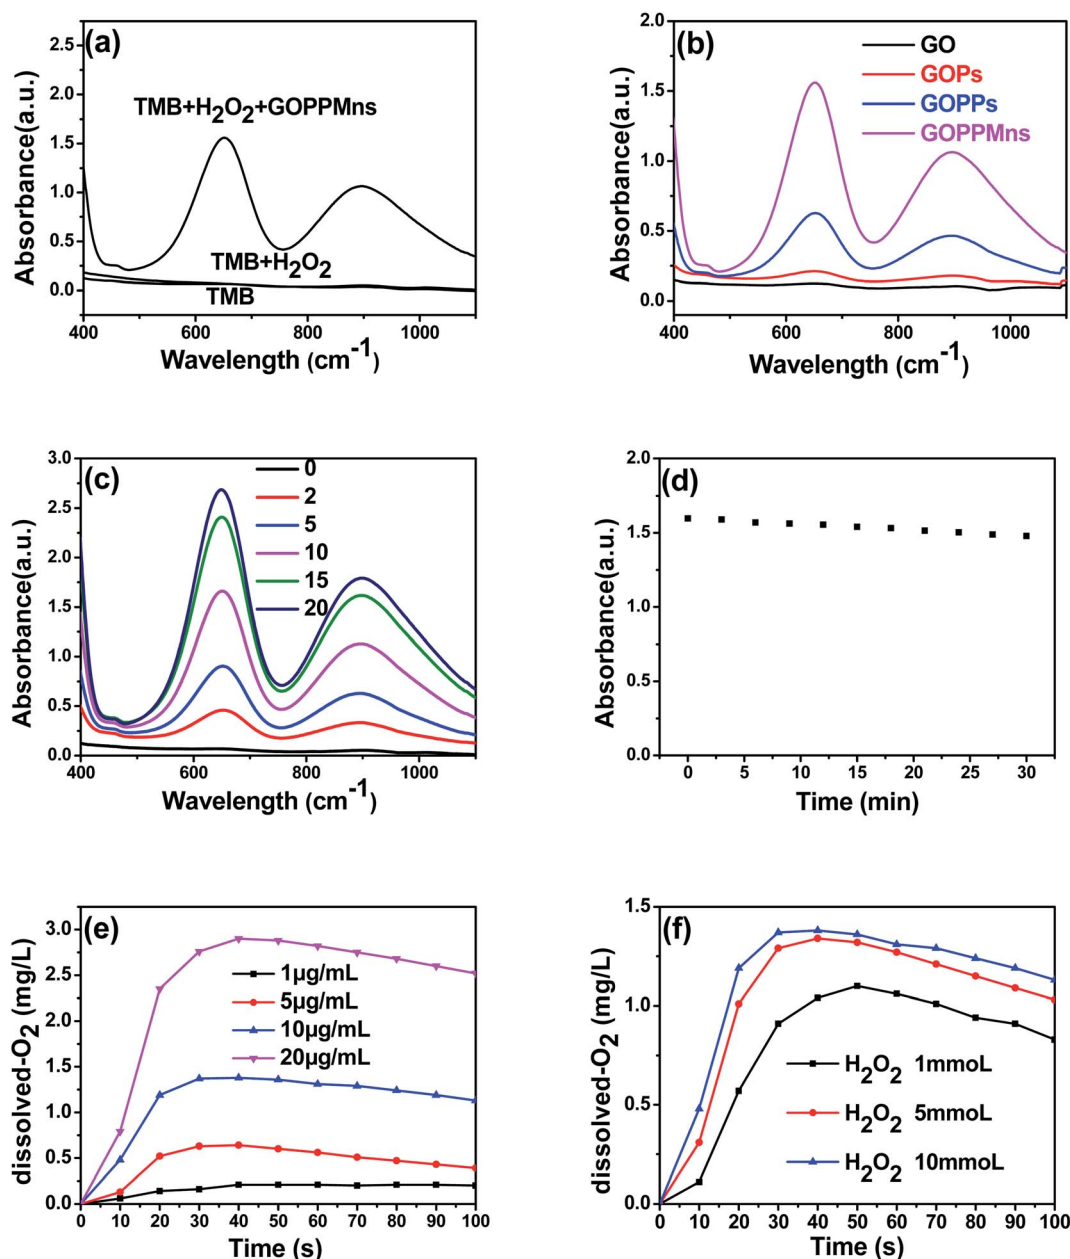 (a)
2.5
2.0
1.5
1.0
0.5
0.0
Absorbance(a.u.)
TMB+H2O2+GOPPMns
TMB+H2O2
TMB
400 600 800 1000
Wavelength (cm-1)
(b)
2.0
1.5
1.0
0.5
0.0
Absorbance(a.u.)
GO
GOPs
GOPPs
GOPPMns
400 600 800 1000
Wavelength (cm-1)
(c)
3.0
2.5
2.0
1.5
1.0
0.5
0.0
Absorbance(a.u.)
0
2
5
10
15
20
400 600 800 1000
Wavelength (cm-1)
(d)
2.0
1.5
1.0
0.5
0.0
Absorbance(a.u.)
0 5 10 15 20 25 30
Time (min)
(e)
3.0
2.5
2.0
1.5
1.0
0.5
0.0
dissolved-O2 (mg/L)
1μg/mL
5μg/mL
10μg/mL
20μg/mL
0 10 20 30 40 50 60 70 80 90 100
Time (s)
(f)
1.5
1.0
0.5
0.0
dissolved-O2 (mg/L)
H2O2 1mmoL
H2O2 5mmoL
H2O2 10mmoL
0 10 20 30 40 50 60 70 80 90 100
Time (s)